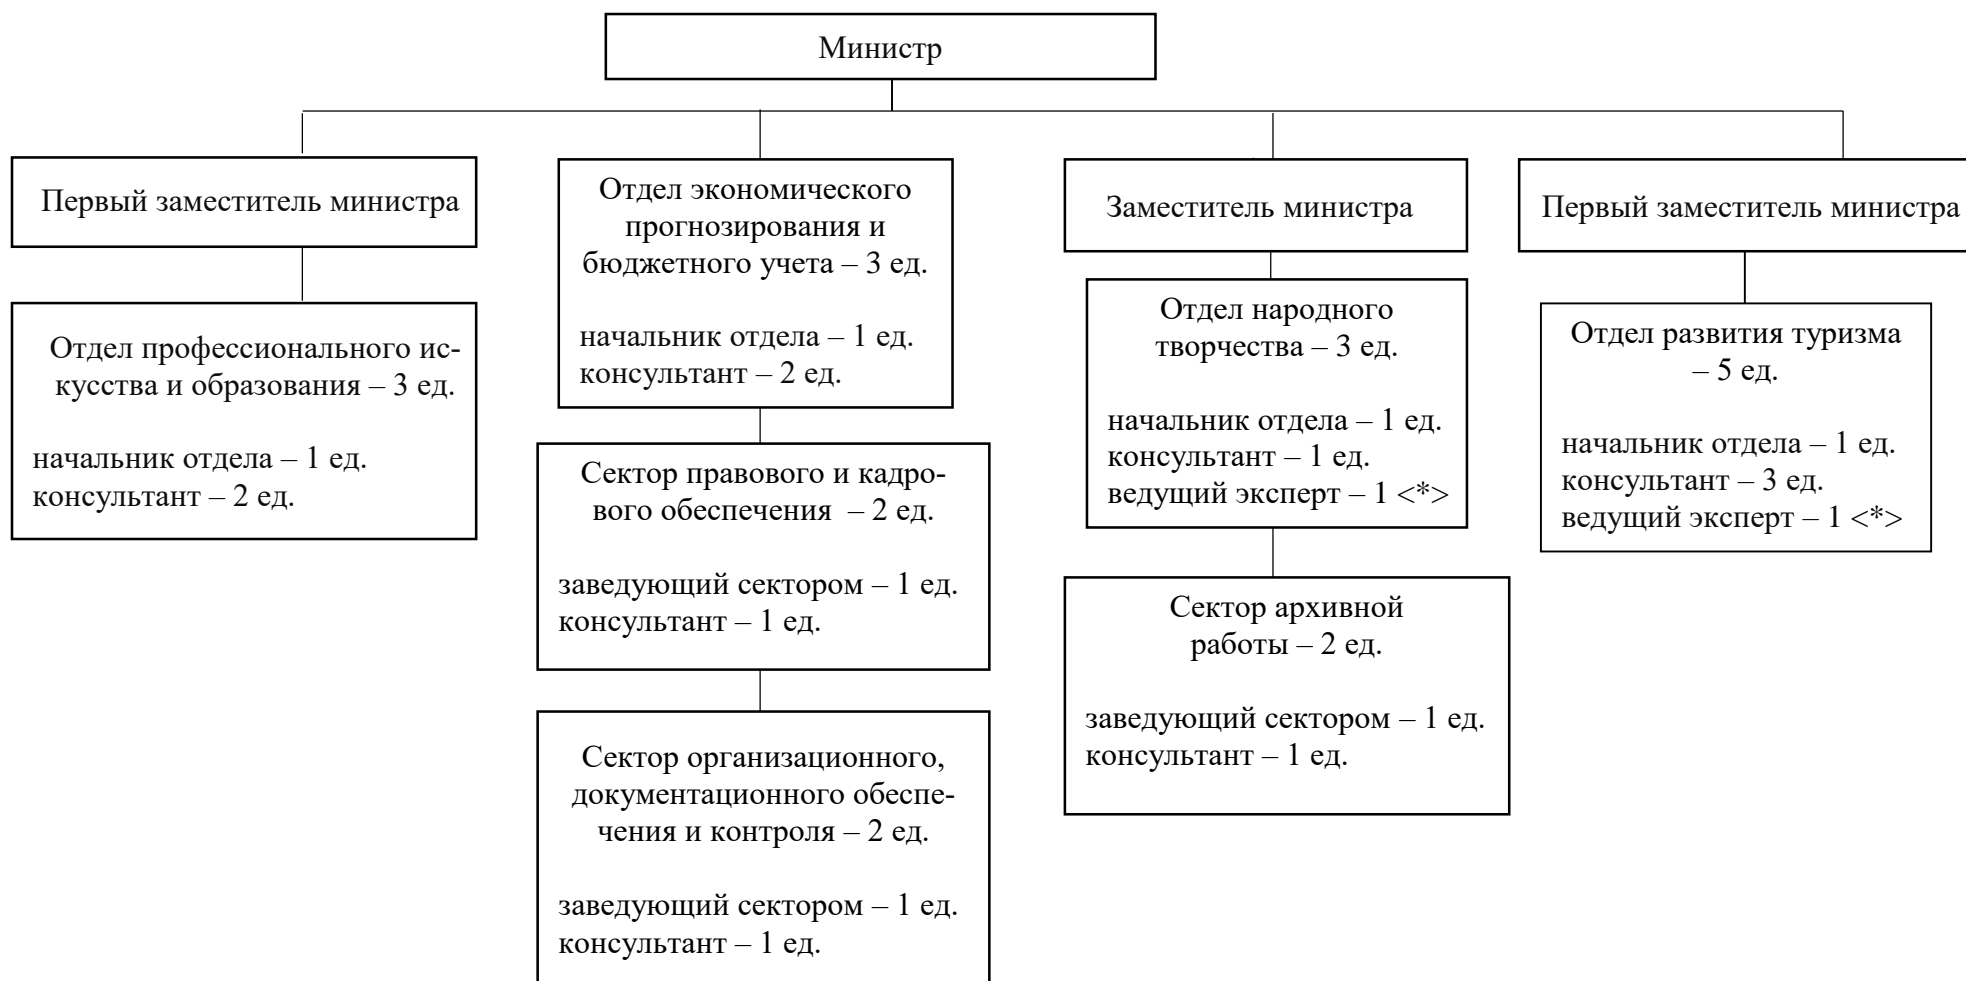 Министр
Первый заместитель министра
Отдел профессионального ис-
кусства и образования – 3 ед.
начальник отдела – 1 ед.
консультант – 2 ед.
Отдел экономического
прогнозирования и
бюджетного учета – 3 ед.
начальник отдела – 1 ед.
консультант – 2 ед.
Сектор правового и кадро-
вого обеспечения – 2 ед.
заведующий сектором – 1 ед.
консультант – 1 ед.
Сектор организационного,
документационного обеспе-
чения и контроля – 2 ед.
заведующий сектором – 1 ед.
консультант – 1 ед.
Заместитель министра
Отдел народного
творчества – 3 ед.
начальник отдела – 1 ед.
консультант – 1 ед.
ведущий эксперт – 1 <*>
Сектор архивной
работы – 2 ед.
заведующий сектором – 1 ед.
консультант – 1 ед.
Первый заместитель министра
Отдел развития туризма
– 5 ед.
начальник отдела – 1 ед.
консультант – 3 ед.
ведущий эксперт – 1 <*>